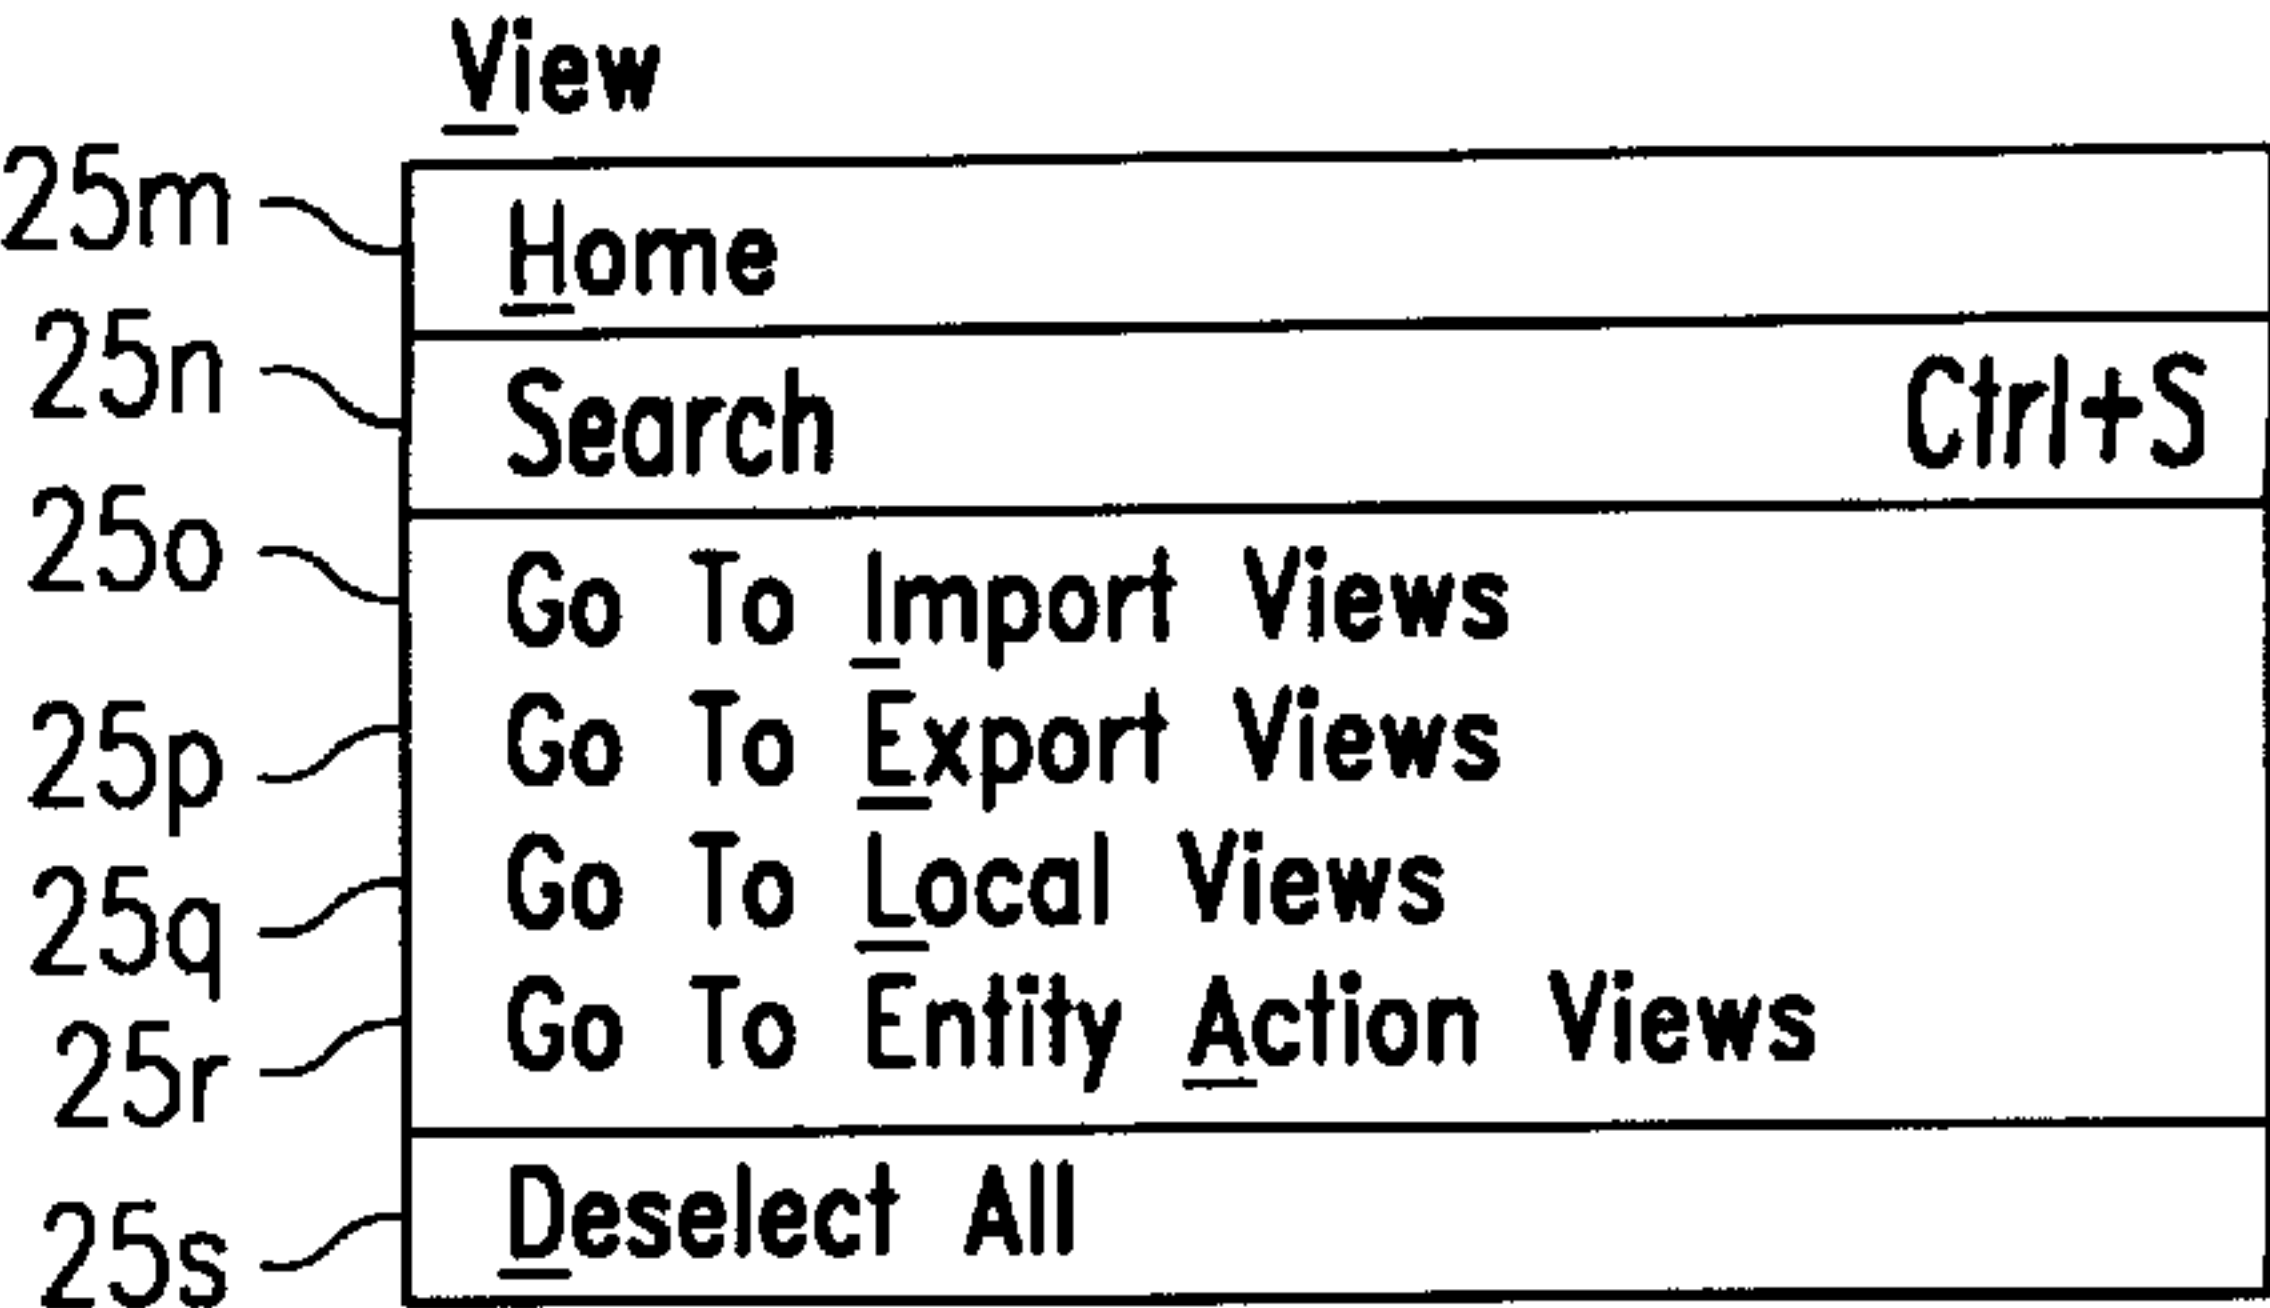 View
25m Home
25n Search Ctrl+S
25o Go To Import Views
25p Go To Export Views
25q Go To Local Views
25r Go To Entity Action Views
25s Deselect All